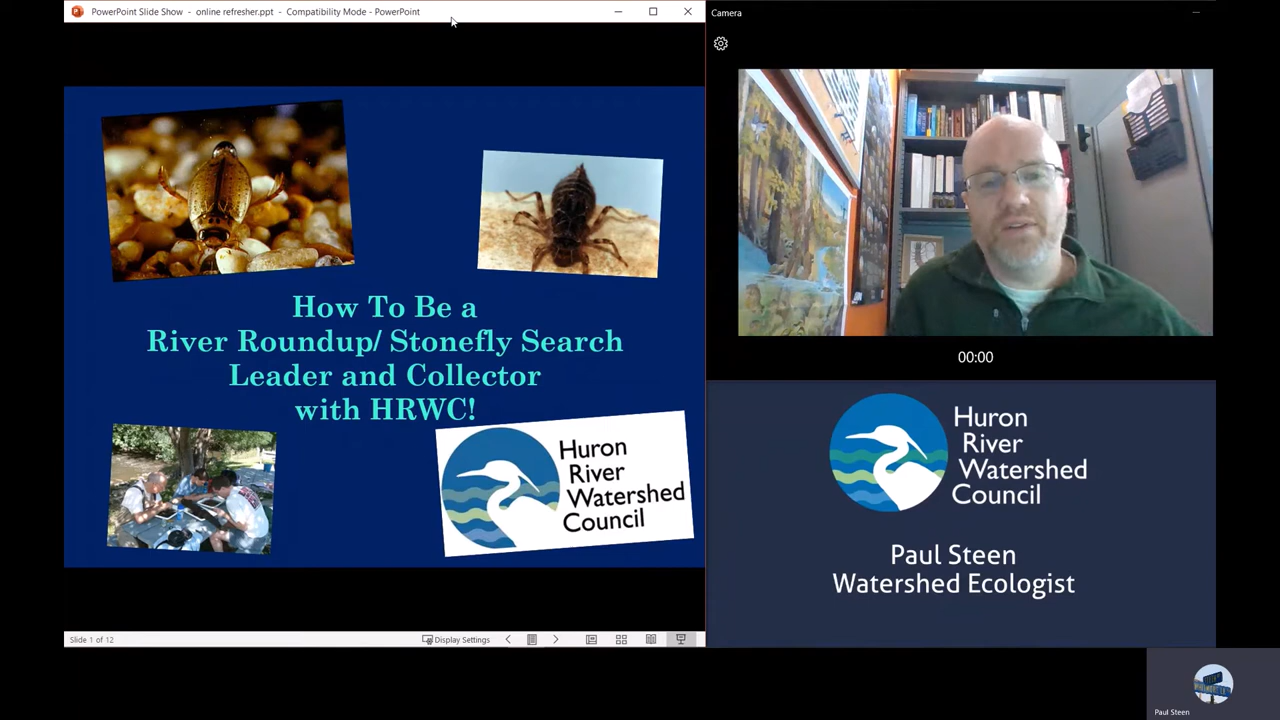 PowerPoint Slide Show - online refresher.ppt - Compatibility Mode - PowerPoint
How To Be a
River Roundup/ Stonefly Search
Leader and Collector
with HRWC!
Huron
River
Watershed
Council
Slide 1 of 12
Display Settings
Camera
00:00
Huron
River
Watershed
Council
Paul Steen
Watershed Ecologist
Paul Steen